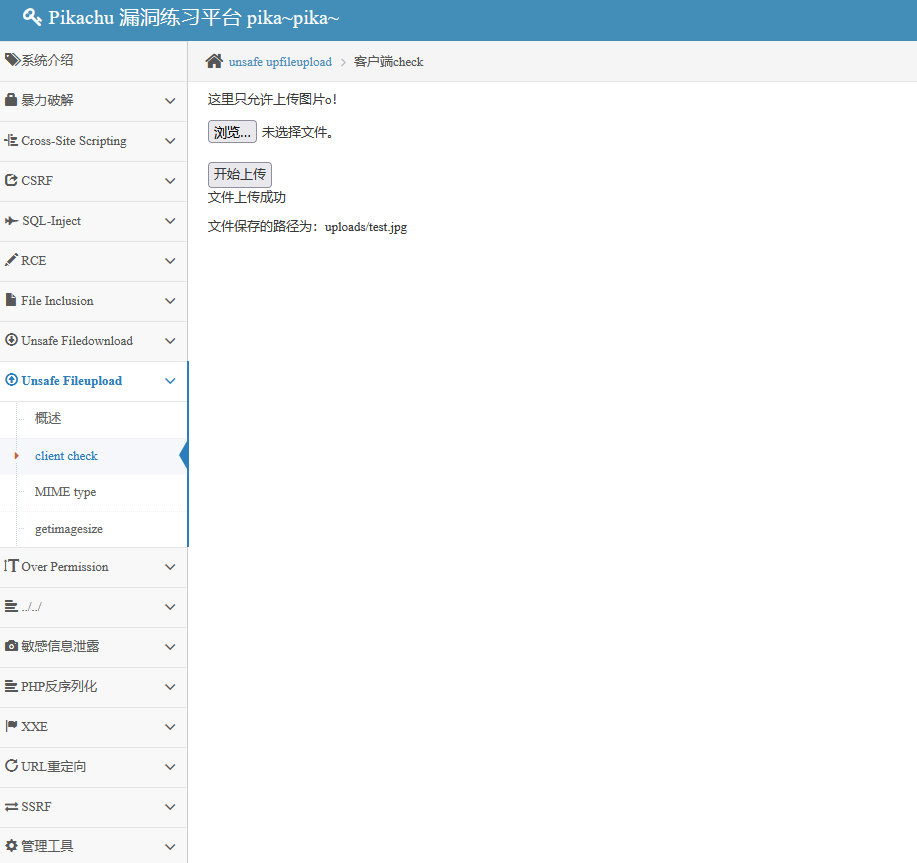 Pikachu 漏洞练习平台 pika~pika~
系统介绍
暴力破解
Cross-Site Scripting
CSRF
SQL-Inject
RCE
File Inclusion
Unsafe Filedownload
Unsafe Fileupload
概述
client check
MIME type
getimagesize
Over Permission
../../
敏感信息泄露
PHP反序列化
XXE
URL重定向
SSRF
管理工具
unsafe upfileupload > 客户端check
这里只允许上传图片o!
浏览... 未选择文件。
开始上传
文件上传成功
文件保存的路径为：uploads/test.jpg